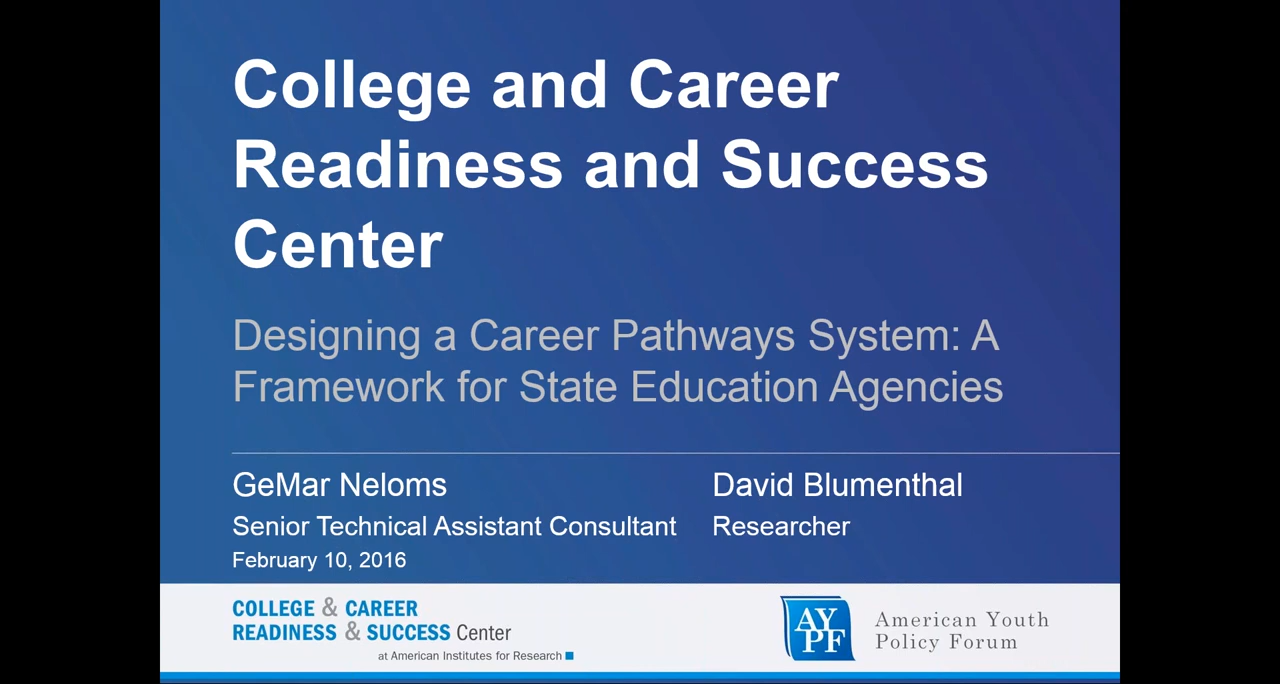 College and Career
Readiness and Success
Center
Designing a Career Pathways System: A
Framework for State Education Agencies
GeMar Neloms
Senior Technical Assistant Consultant
February 10, 2016
David Blumenthal
Researcher
COLLEGE & CAREER
READINESS & SUCCESS Center
at American Institutes for Research
AY
PF
American Youth
Policy Forum